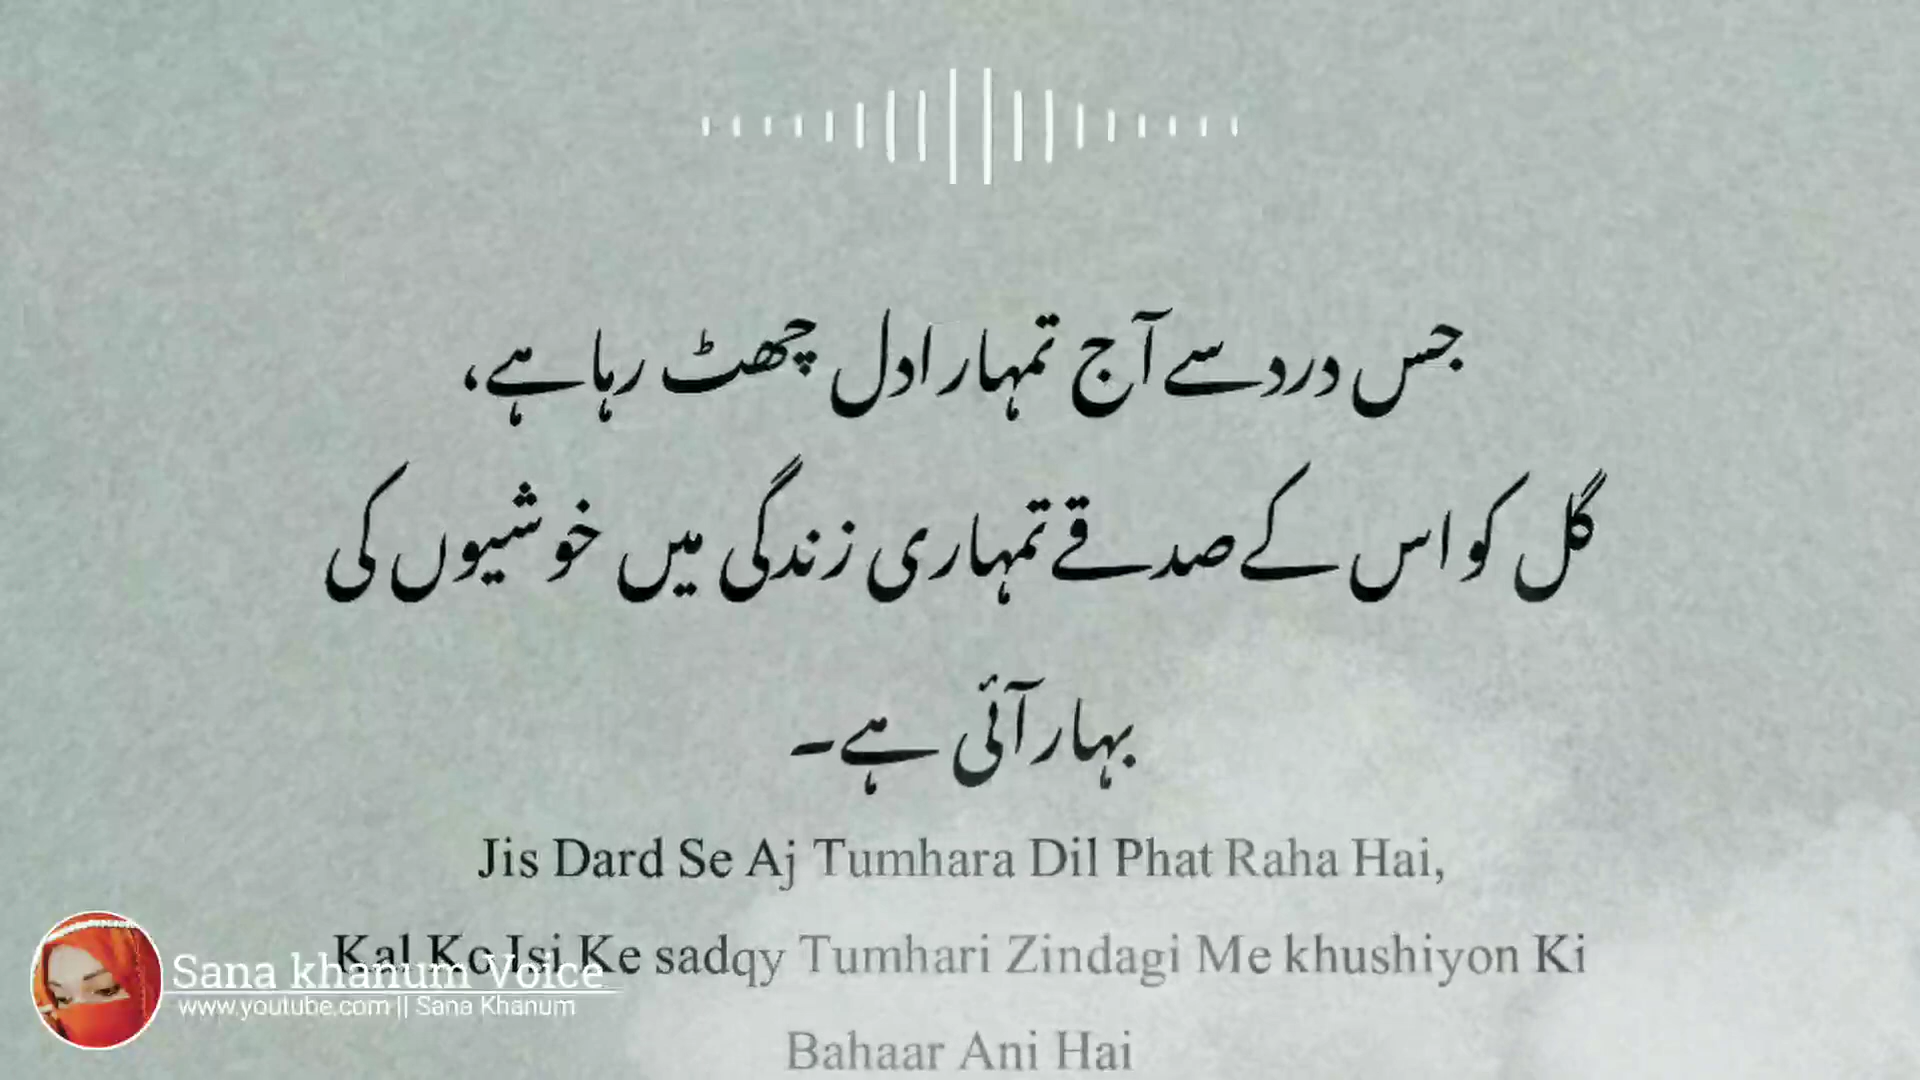 جس درد سے آج تمہارا دل چھٹ رہا ہے،
گل کو اس کے صدقے تمہاری زندگی میں خوشیوں کی
بہار آئی ہے۔
Jis Dard Se Aj Tumhara Dil Phat Raha Hai,
Kal Ko Isi Ke sadqy Tumhari Zindagi Me khushiyon Ki
Bahaar Ani Hai
Sana khanum Voice
www.youtube.com || Sana Khanum